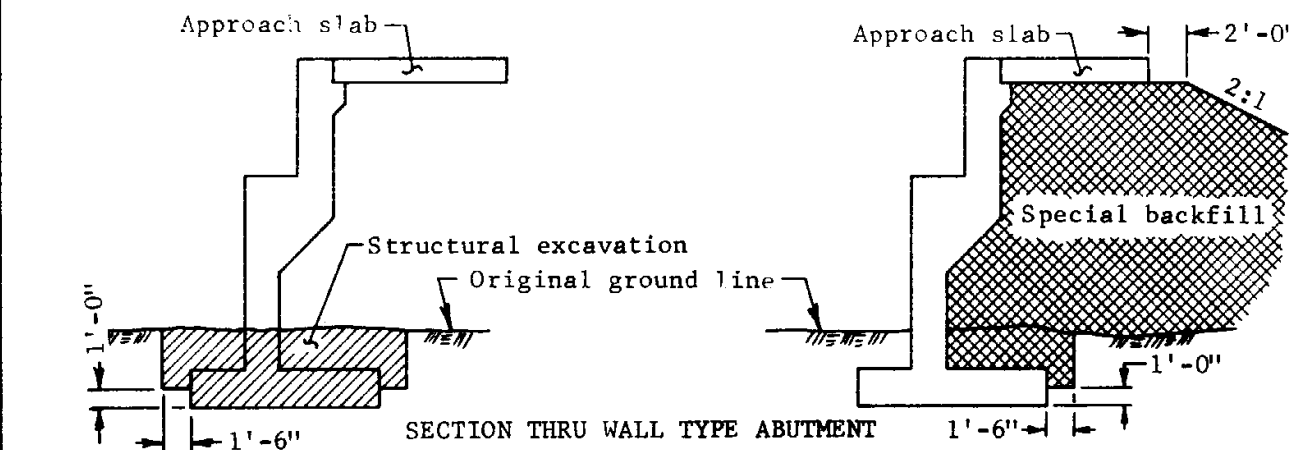 Approach slab
Approach slab
2'-0'
2:1
Special backfill
Structural excavation
Original ground line
1'-0"
1'-0"
1'-6"
SECTION THRU WALL TYPE ABUTMENT
1'-6"